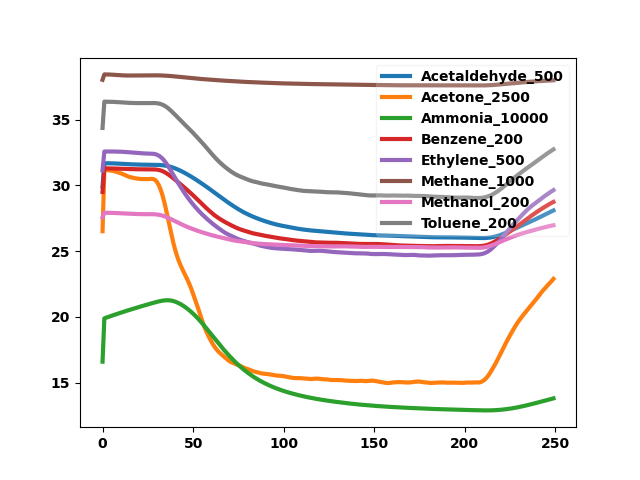 Acetaldehyde_500
Acetone_2500
Ammonia_10000
Benzene_200
Ethylene_500
Methane_1000
Methanol_200
Toluene_200
35
30
25
20
15
0 50 100 150 200 250